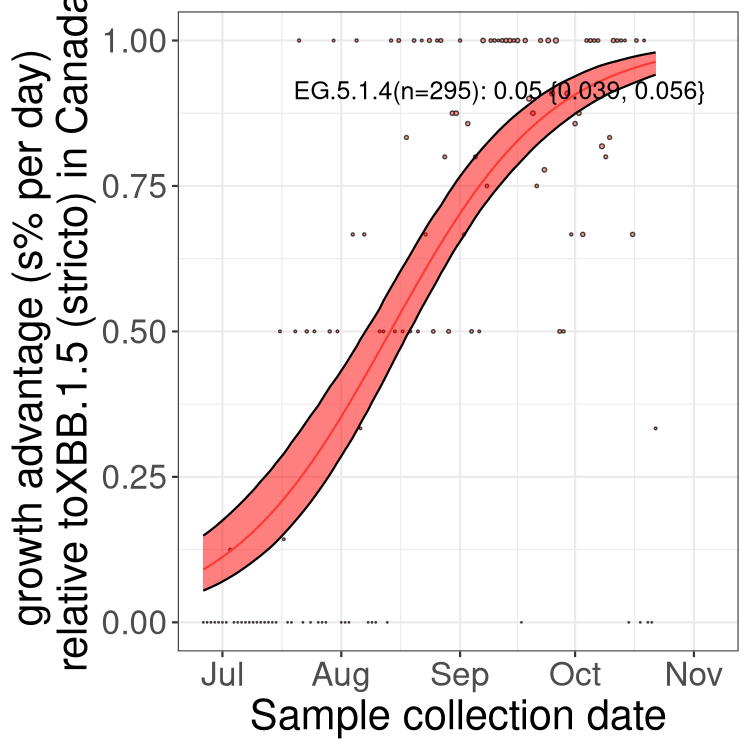 growth advantage (s% per day)
relative toXBB.1.5 (stricto) in Canada
1.00
0.75
0.50
0.25
0.00
EG.5.1.4(n=295): 0.05 {0.039, 0.056}
Jul Aug Sep Oct Nov
Sample collection date